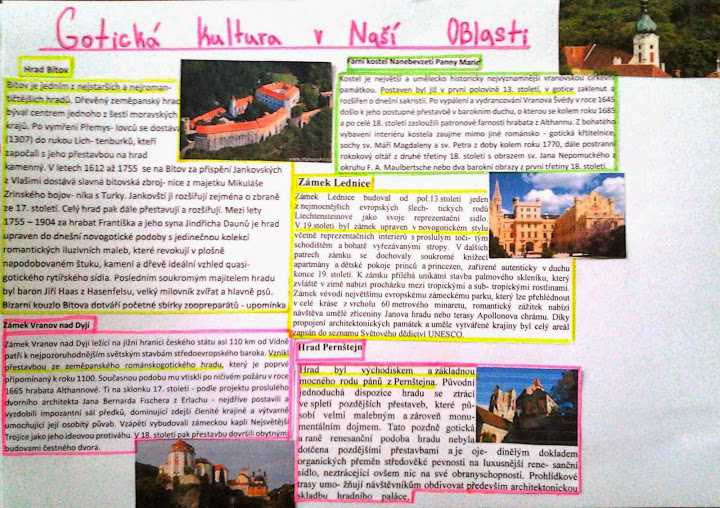 Gotická kultura v Naší Oblasti
Hrad Bítov
Bítov je jedním z nejstarších a nejroman-
tičtějších hradů. Dřevěný zeměpanský hrad
býval centrem jednoho z šesti moravských
krajů. Po vymření Přemys- lovců se dostává
(1307) do rukou Lich- tenburků, kteří
započali s jeho přestavbou na hrad
kamenný. V letech 1612 až 1755 se na Bítov za přispění Jankovských
z Vlašimi dostává slavná bítovská zbroj- nice z majetku Mikuláše
Zrinského bojov- níka s Turky. Jankovští ji rozšiřují zejména o zbraně
ze 17. století. Celý hrad pak dále přestavují a rozšiřují. Mezi lety
1755 – 1904 za hrabat Františka a jeho syna Jindřicha Daunů je hrad
upraven do dnešní novogotické podoby s jedinečnou kolekcí
romantických iluzivních maleb, které revokují v plošně
napodobovaném štuku, kameni a dřevě ideální vzhled quasi-
gotického rytířského sídla. Posledním soukromým majitelem hradu
byl baron Jiří Haas z Hasenfelsu, velký milovník zvířat a hlavně psů.
Bizarní kouzlo Bítova dotváří početné sbírky zoopreparátů - upomínka
Zámek Vranov nad Dyjí
Zámek Vranov nad Dyjí ležící na jižní hranici českého státu asi 110 km od Vídně
patří k nejpozoruhodnějším světským stavbám středoevropského baroka. Vznikl
přestavbou ze zeměpanského románskogotického hradu, který je poprvé
připomínaný k roku 1100. Současnou podobu mu vtiskli po ničivém požáru v roce
1665 hrabata Althannové. Ti na sklonku 17. století - podle projektu proslulého
dvorního architekta Jana Bernarda Fischera z Erlachu - nejdříve postavili a
vyzdobili impozantní sál předků, dominující zdejší členité krajině a výtvarně
umocňující její osobitý půvab. Vzápětí vybudovali zámeckou kapli Nejsvětější
Trojice jako jeho ideovou protiváhu. V 18. století pak přestavbu dovršili obytnými
budovami čestného dvora.
Farní kostel Nanebevzetí Panny Marie
Kostel je největší a umělecko historicky nejvýznamnější vranovskou církevní
památkou. Postaven byl již v první polovině 13. století, v gotice zaklenut a
rozšířen o dnešní sakristii. Po vypálení a vydrancování Vranova Švédy v roce 1645
došlo k jeho postupné přestavbě v barokním duchu, o kterou se kolem roku 1685
a po celé 18. století zasloužili patronové farnosti hrabata z Althannu. Z bohatého
vybavení interiéru kostela zaujme mimo jiné románsko - gotická křtitelnice,
sochy sv. Máří Magdaleny a sv. Petra z doby kolem roku 1770, dále postranní
rokokový oltář z druhé třetiny 18. století s obrazem sv. Jana Nepomuckého z
okruhu F. A. Maulbertsche nebo dva barokní obrazy z první třetiny 18. století.
Zámek Lednice
Zámek Lednice budoval od pol.13.století jeden
z nejmocnějších evropských šlech- tických rodů
Liechtensteinové jako svoje reprezentační sídlo.
V 19.století byl zámek upraven v novogotickém stylu
včetně reprezentačních interiérů s proslulým točí- tým
schodištěm a bohatě vyřezávanými stropy. V dalších
patrech zámku se dochovaly soukromé knížecí
apartmány a dětské pokoje princů a princezen, zařízené autenticky v duchu
konce 19. století. K zámku přiléhá unikátní stavba palmového skleníku, který
zvláště v zimě nabízí procházku mezi tropickými a sub- tropickými rostlinami.
Zámek vévodí největšímu evropskému zámeckému parku, který lze přehlédnout
v celé kráse z vrcholu 60 metrového minaretu, romantický zážitek nabízí
návštěva umělé zříceniny Janova hradu nebo terasy Apollonova chrámu. Díky
propojení architektonických památek a uměle vytvářené krajiny byl celý areál
zapsán do seznamu Světového dědictví UNESCO.
Hrad Pernštejn
Hrad byl východiskem a základnou
mocného rodu pánů z Pernštejna. Původní
jednoduchá dispozice hradu se ztrácí
ve spleti pozdějších přestaveb, které pů-
sobí velmi malebným a zároveň monu-
mentálním dojmem. Tato pozdně gotická
a raně renesanční podoba hradu nebyla
dotčena pozdějšími přestavbami a je oje- dinělým dokladem
organických přeměn středověké pevnosti na luxusnější rene- sanční
sídlo, neztrácející ovšem nic na své obranyschopnosti. Prohlídkové
trasy umo- žňují návštěvníkům obdivovat především architektonickou
skladbu hradního paláce.